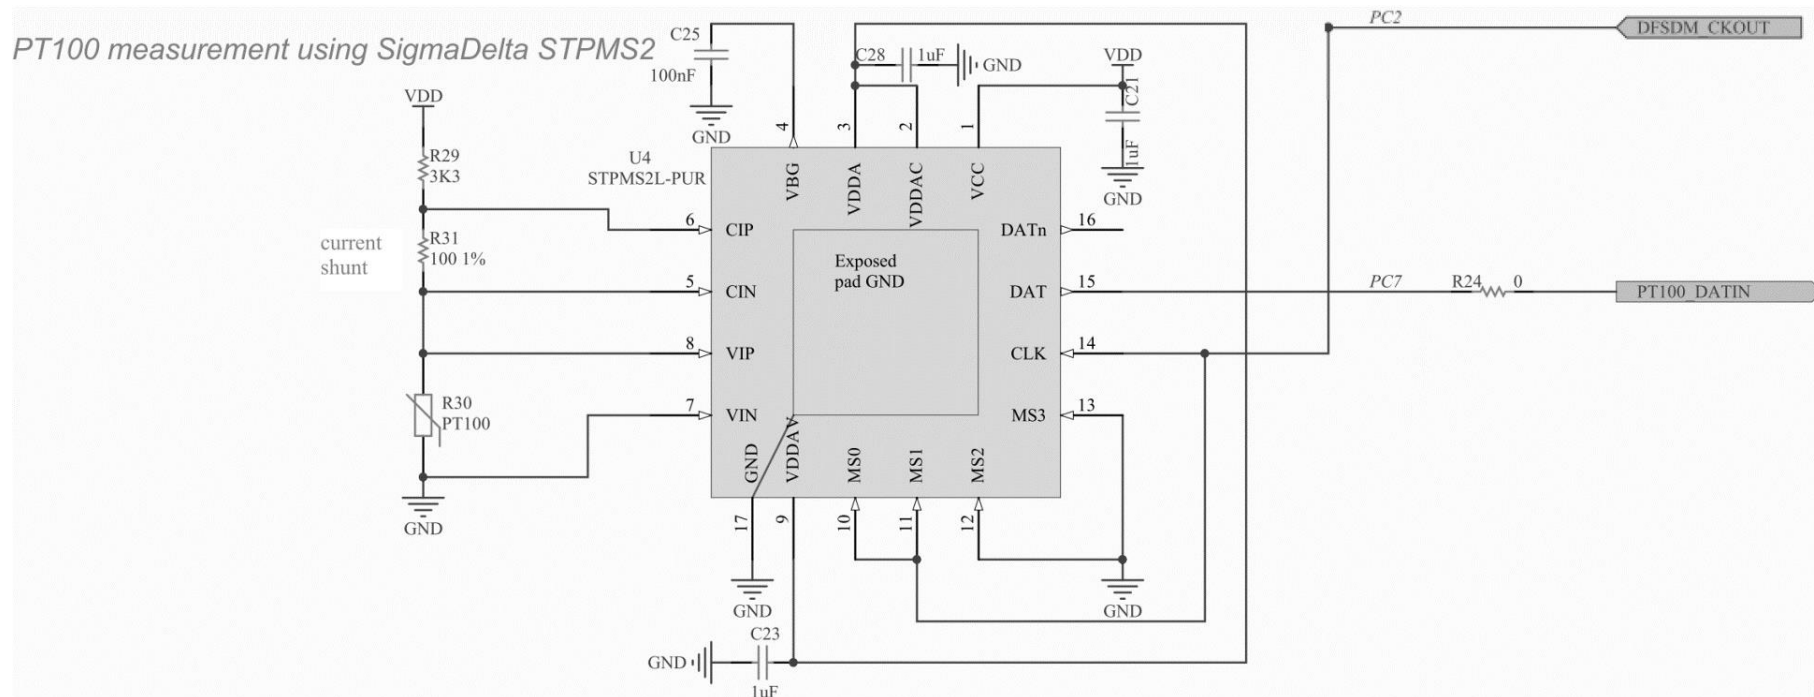 PC2
DFSDM_CKOUT
PT100 measurement using SigmaDelta STPMS2
C25
100nF
GND
C28
1uF
GND
VDD
C21
1uF
GND
VDD
R29
3K3
U4
STPMS2L-PUR
4
3
2
1
VBG
VDDA
VDDAC
VCC
current
shunt
R31
100 1%
6
CIP
DATn
16
Exposed
pad GND
5
CIN
DAT
15
PC7
R24
0
PT100_DATIN
8
VIP
CLK
14
R30
PT100
7
VIN
MS3
13
GND
VDDAV
MS0
MS1
MS2
GND
17
9
10
11
12
GND
GND
C23
GND
1uF